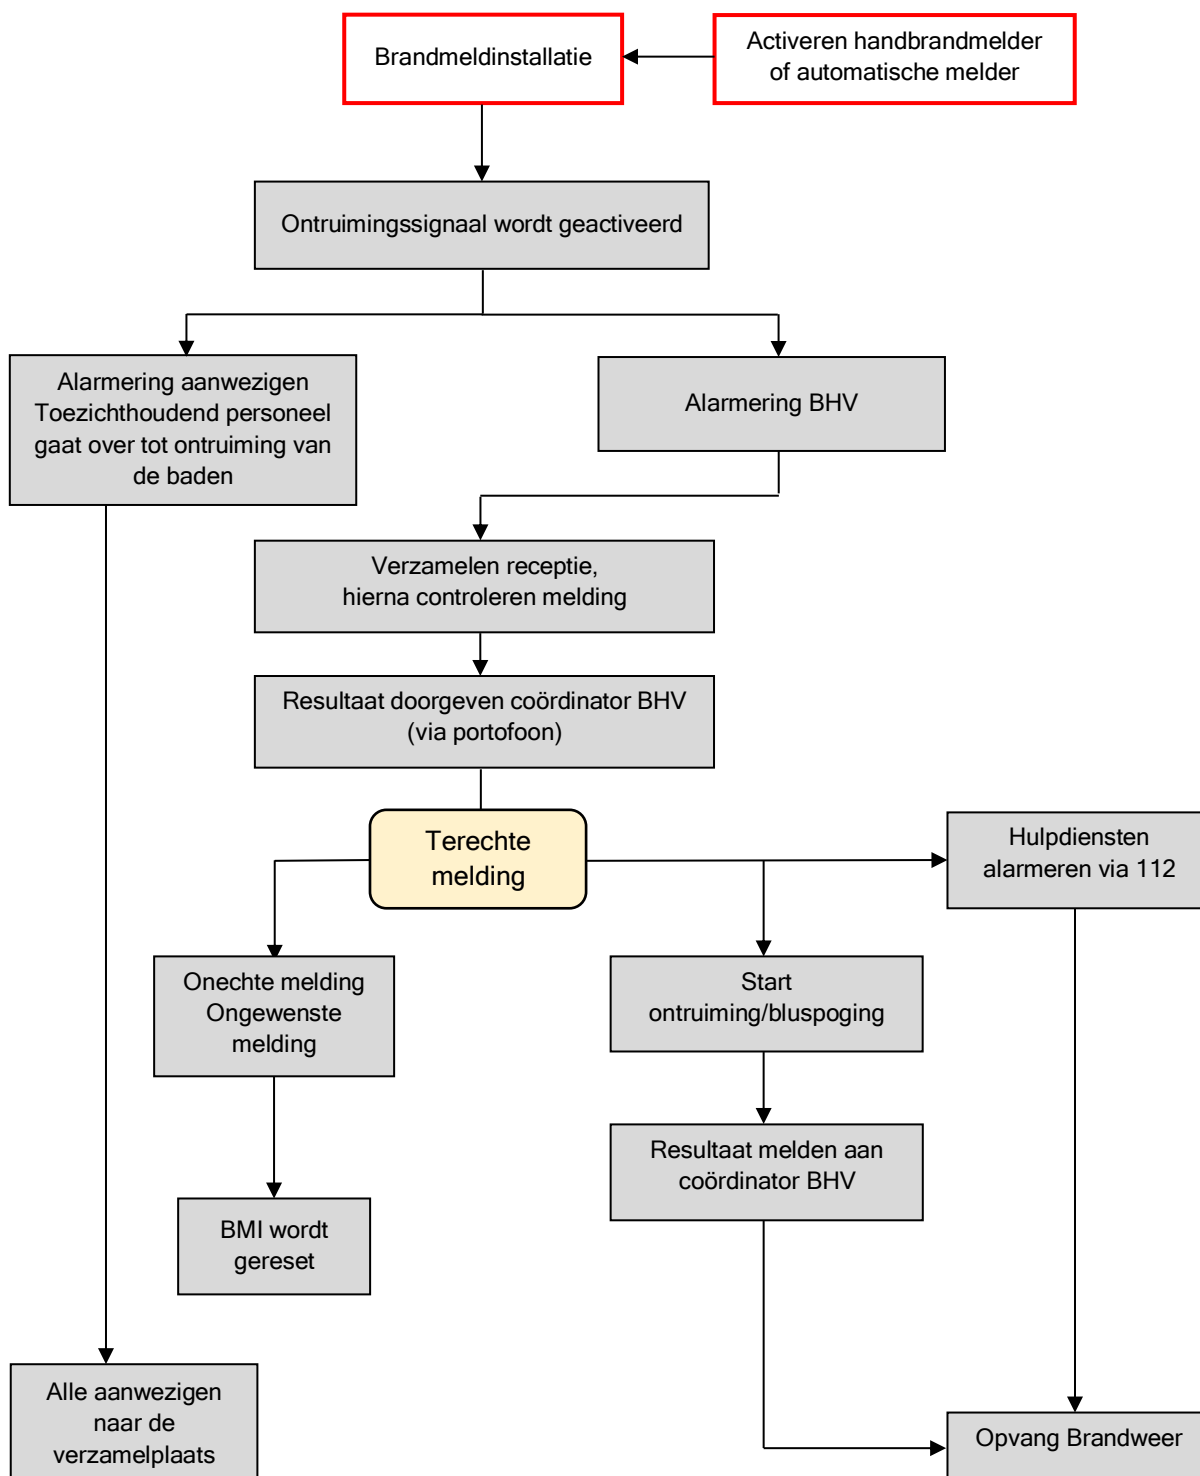 Brandmeldinstallatie
Activeren handbrandmelder
of automatische melder
Ontruimingssignaal wordt geactiveerd
Alarmering aanwezigen
Toezichthoudend personeel
gaat over tot ontruiming van
de baden
Alarmering BHV
Verzamelen receptie,
hierna controleren melding
Resultaat doorgeven coördinator BHV
(via portofoon)
Terechte
melding
Hulpdiensten
alarmeren via 112
Onechte melding
Ongewenste
melding
Start
ontruiming/bluspoging
Resultaat melden aan
coördinator BHV
BMI wordt
gereset
Alle aanwezigen
naar de
verzamelplaats
Opvang Brandweer